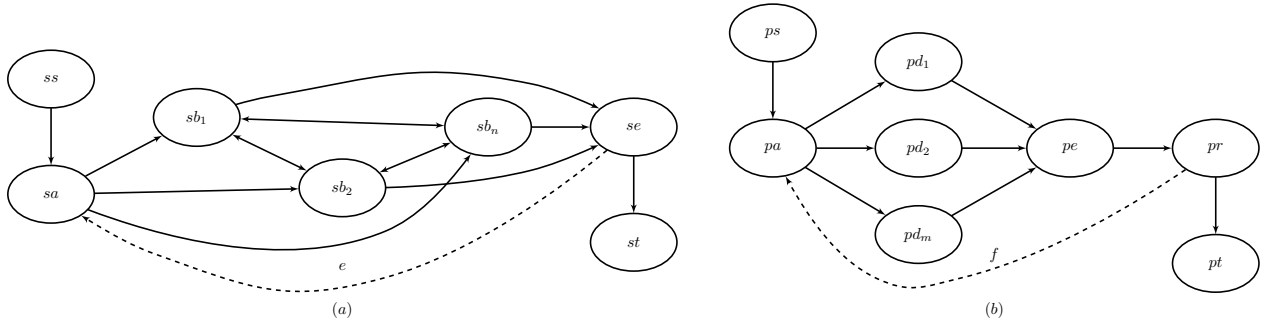 ss
sa
sb₁
sb₂
sbₙ
se
st
e
(a)
ps
pa
pd₁
pd₂
pdₘ
pe
pr
pt
f
(b)